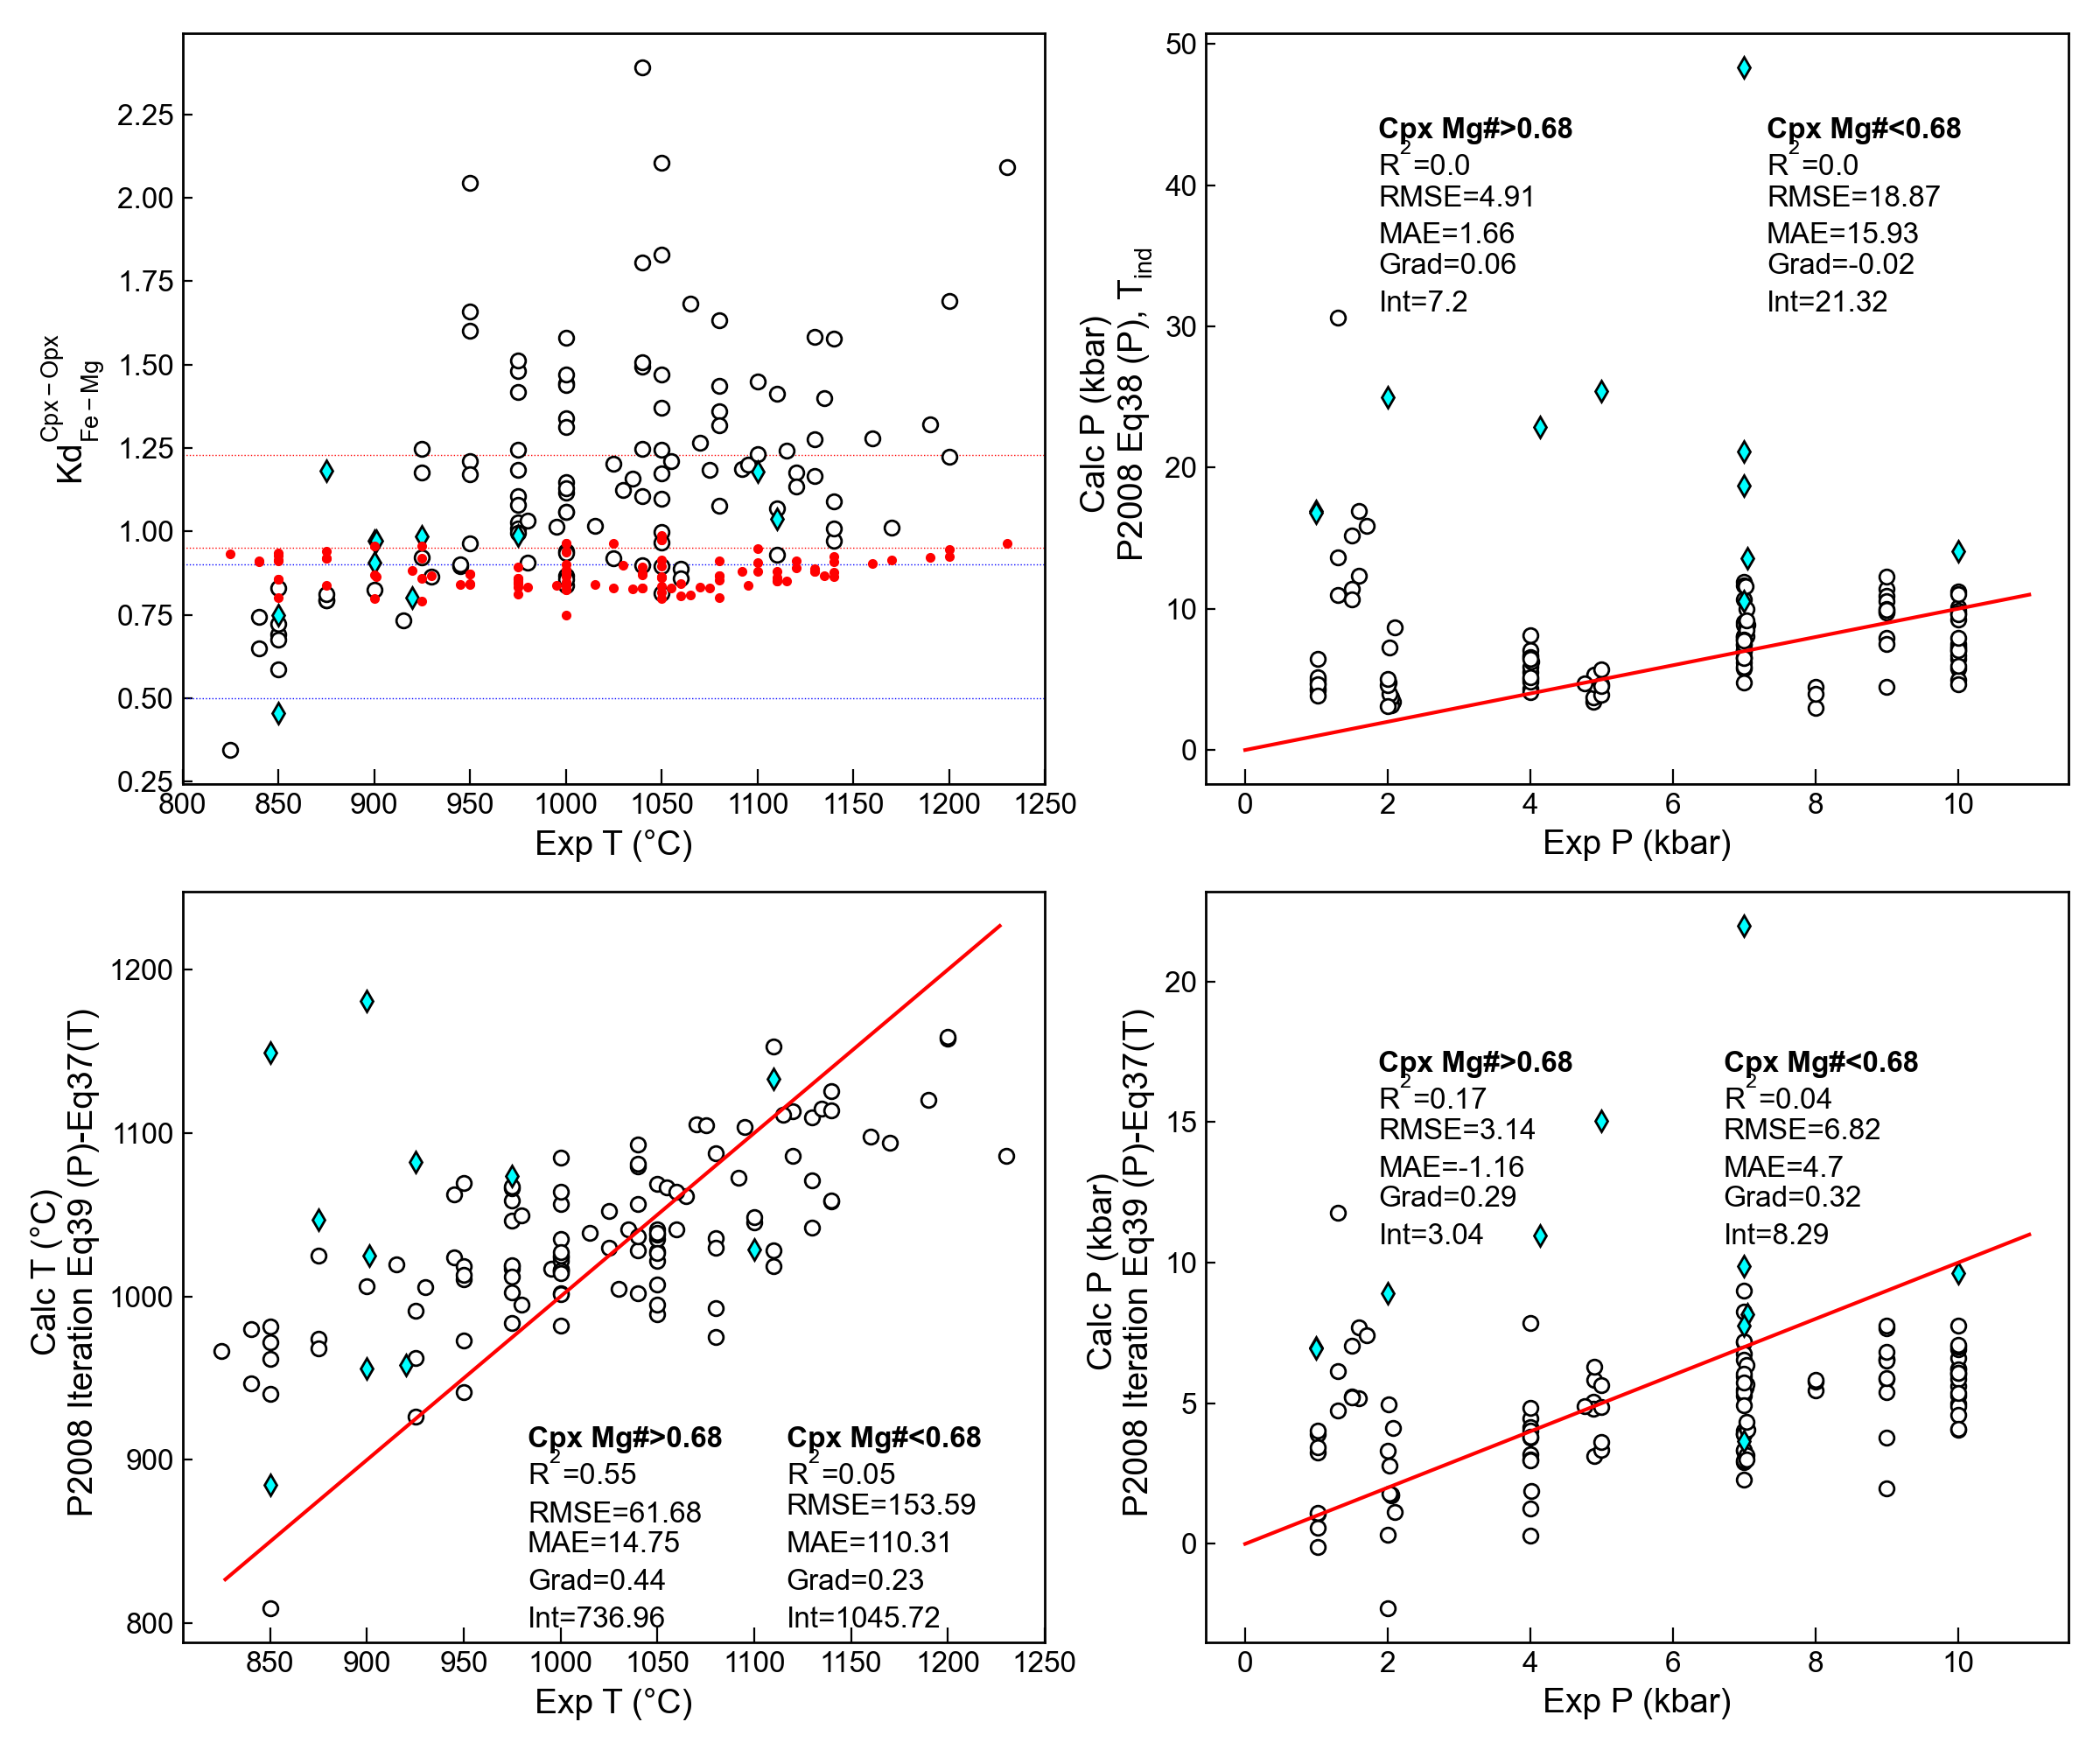 2.25
2.00
1.75
1.50
1.25
1.00
0.75
0.50
0.25
Kd Cpx−Opx Fe−Mg
800 850 900 950 1000 1050 1100 1150 1200 1250
Exp T (°C)
50
40
30
20
10
0
Calc P (kbar)
P2008 Eq38 (P), Tind
Cpx Mg#>0.68
R2=0.0
RMSE=4.91
MAE=1.66
Grad=0.06
Int=7.2
Cpx Mg#<0.68
R2=0.0
RMSE=18.87
MAE=15.93
Grad=-0.02
Int=21.32
0 2 4 6 8 10
Exp P (kbar)
1200
1100
1000
900
800
Calc T (°C)
P2008 Iteration Eq39 (P)-Eq37(T)
Cpx Mg#>0.68
R2=0.55
RMSE=61.68
MAE=14.75
Grad=0.44
Int=736.96
Cpx Mg#<0.68
R2=0.05
RMSE=153.59
MAE=110.31
Grad=0.23
Int=1045.72
850 900 950 1000 1050 1100 1150 1200 1250
Exp T (°C)
20
15
10
5
0
Calc P (kbar)
P2008 Iteration Eq39 (P)-Eq37(T)
Cpx Mg#>0.68
R2=0.17
RMSE=3.14
MAE=-1.16
Grad=0.29
Int=3.04
Cpx Mg#<0.68
R2=0.04
RMSE=6.82
MAE=4.7
Grad=0.32
Int=8.29
0 2 4 6 8 10
Exp P (kbar)